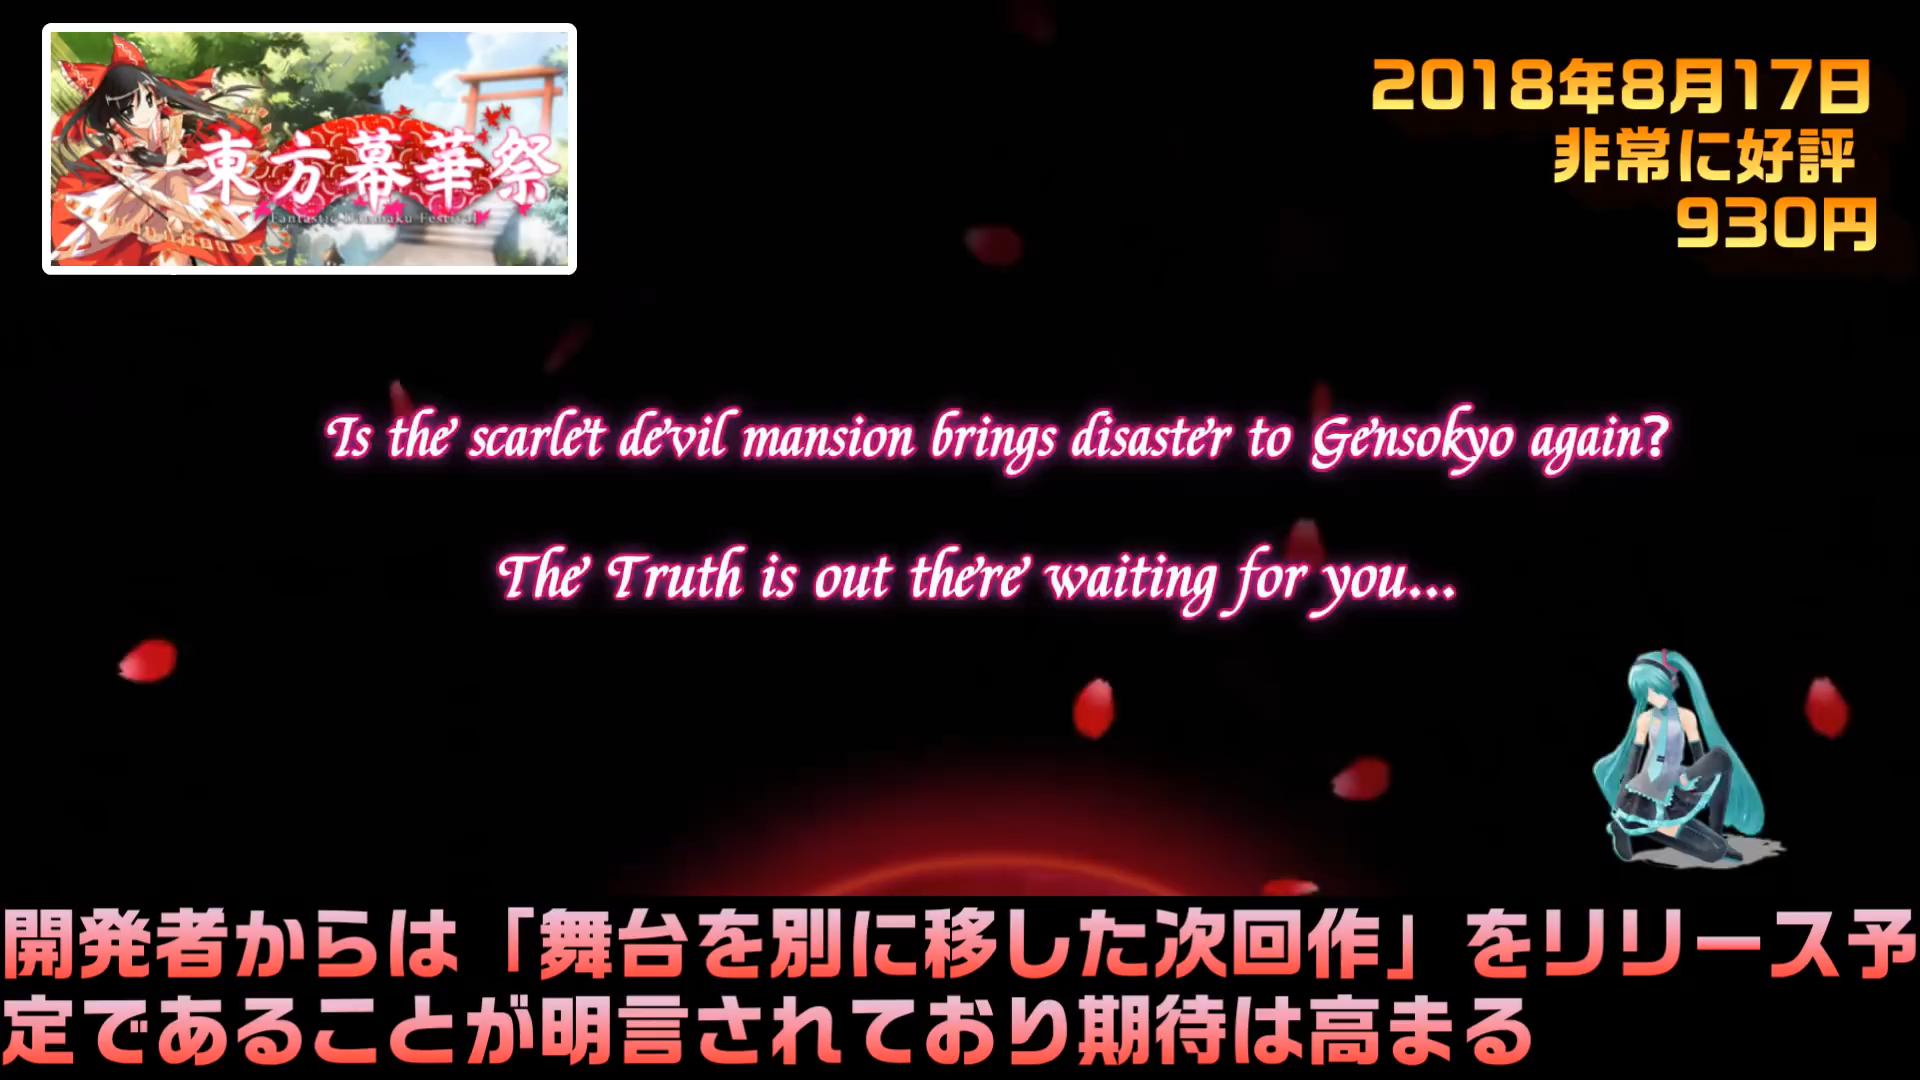 東方幕華祭
Fantastic Danmaku Festival
2018年8月17日
非常に好評
930円
Is the scarlet devil mansion brings disaster to Gensokyo again?
The Truth is out there waiting for you...
開発者からは「舞台を別に移した次回作」をリリース予
定であることが明言されており期待は高まる